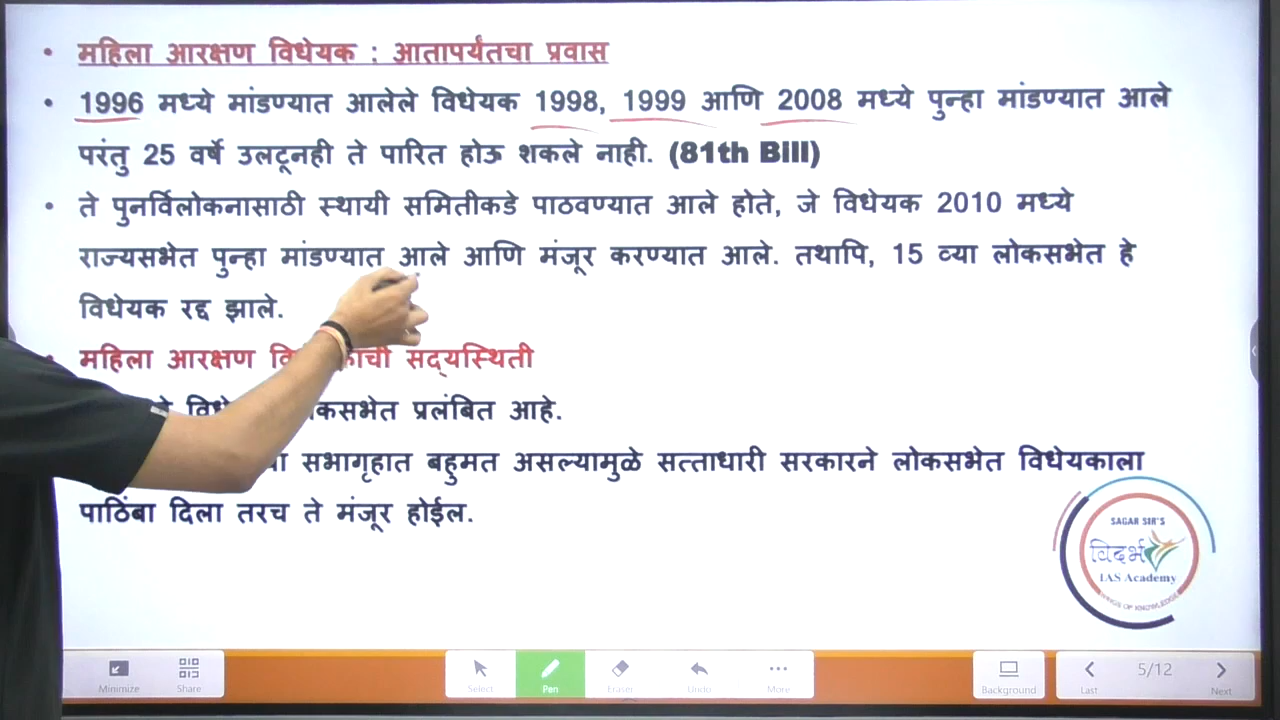 महिला आरक्षण विधेयक : आतापर्यंतचा प्रवास
1996 मध्ये मांडण्यात आलेले विधेयक 1998, 1999 आणि 2008 मध्ये पुन्हा मांडण्यात आले
परंतु 25 वर्षे उलटूनही ते पारित होऊ शकले नाही. (81th Bill)
ते पुनर्विलोकनासाठी स्थायी समितीकडे पाठवण्यात आले होते, जे विधेयक 2010 मध्ये
राज्यसभेत पुन्हा मांडण्यात आले आणि मंजूर करण्यात आले. तथापि, 15 व्या लोकसभेत हे
विधेयक रद्द झाले.
महिला आरक्षण सद्यस्थिती
प्रलंबित आहे.
सभागृहात बहुमत असल्यामुळे सत्ताधारी सरकारने लोकसभेत विधेयकाला
पाठिंबा दिला तरच ते मंजूर होईल.
SAGAR SIR'S
विदर्भ
IAS Academy
WINGS OF KNOWLEDGE
Minimize Share Select Pen Eraser Undo More Background Last 5/12 Next